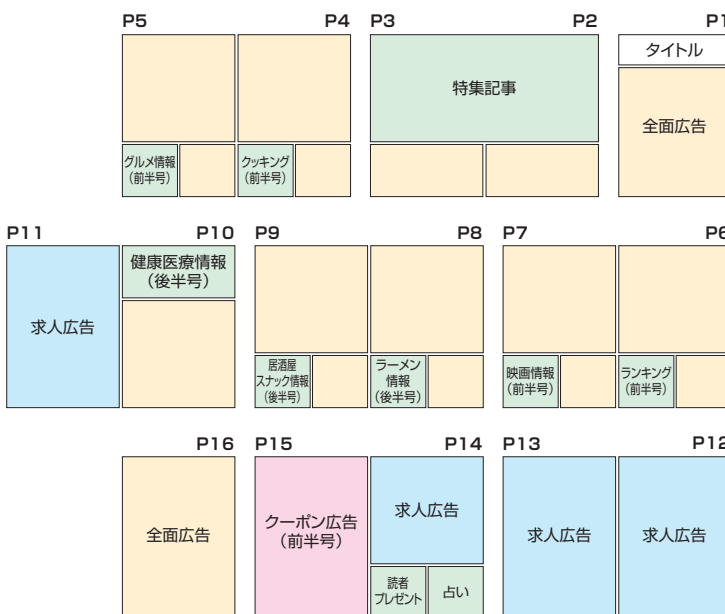 P5
P4
P3
P2
P1
タイトル
特集記事
全面広告
グルメ情報
(前半号)
クッキング
(前半号)
P11
P10
P9
P8
P7
P6
健康医療情報
(後半号)
求人広告
居酒屋
スナック情報
(後半号)
ラーメン
情報
(後半号)
映画情報
(前半号)
ランキング
(前半号)
P16
P15
P14
P13
P12
全面広告
クーポン広告
(前半号)
求人広告
読者
プレゼント
占い
求人広告
求人広告